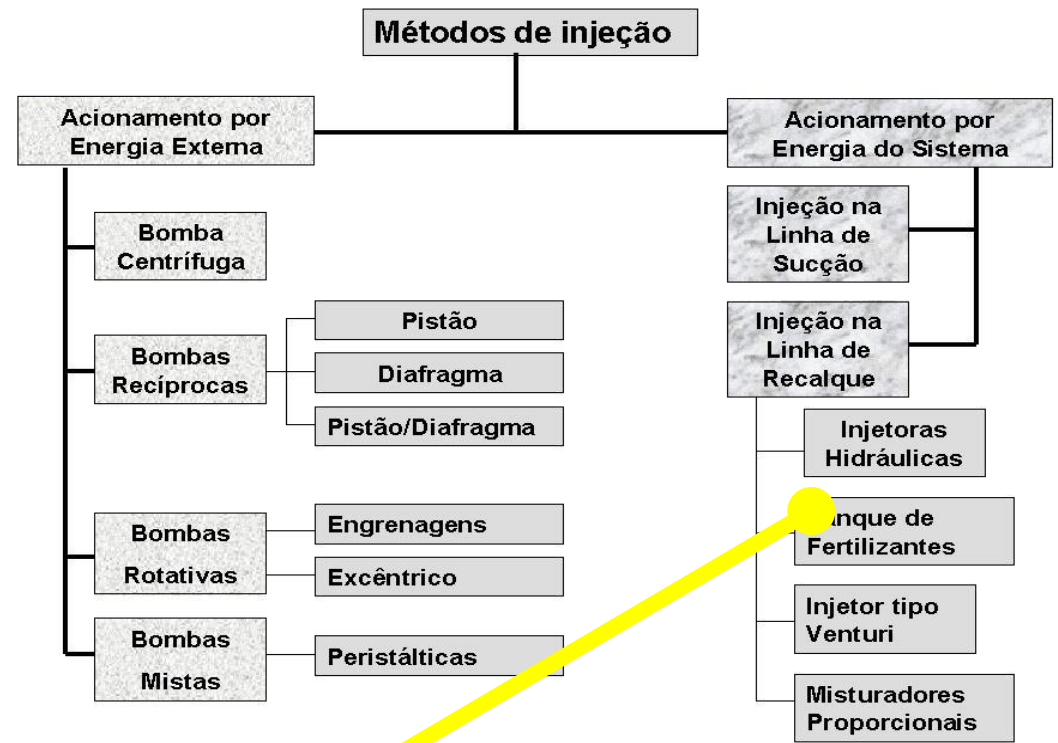 Métodos de injeção
Acionamento por
Energia Externa
Bomba
Centrífuga
Bombas
Recíprocas
Pistão
Diafragma
Pistão/Diafragma
Bombas
Rotativas
Engrenagens
Excêntrico
Bombas
Mistas
Peristálticas
Acionamento por
Energia do Sistema
Injeção na
Linha de
Sucção
Injeção na
Linha de
Recalque
Injetoras
Hidráulicas
anque de
Fertilizantes
Injetor tipo
Venturi
Misturadores
Proporcionais